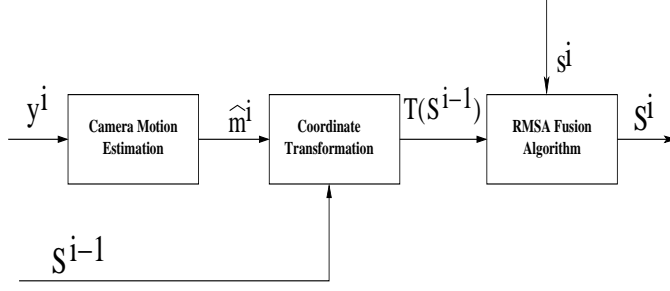 s^i
y^i
Camera Motion
Estimation
m̂^i
Coordinate
Transformation
T(S^{i-1})
RMSA Fusion
Algorithm
S^i
S^{i-1}